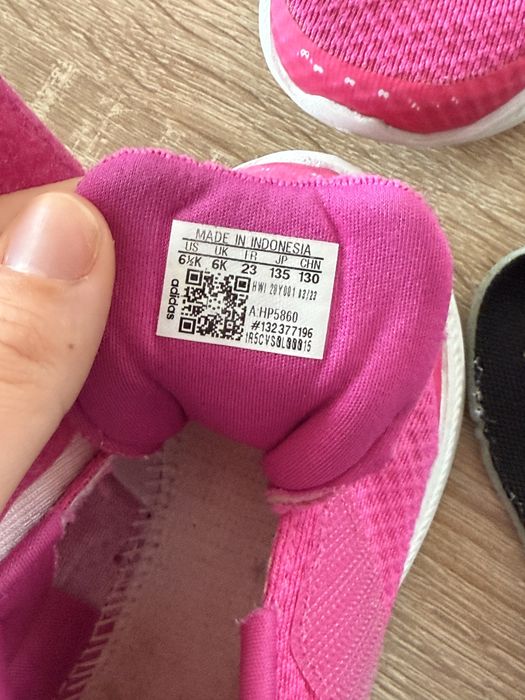 MADE IN INDONESIA
US UK FR JP CHN
6½K 6K 23 135 130
adidas
HWI 28Y001 03/23
A:HP5860
#132377196